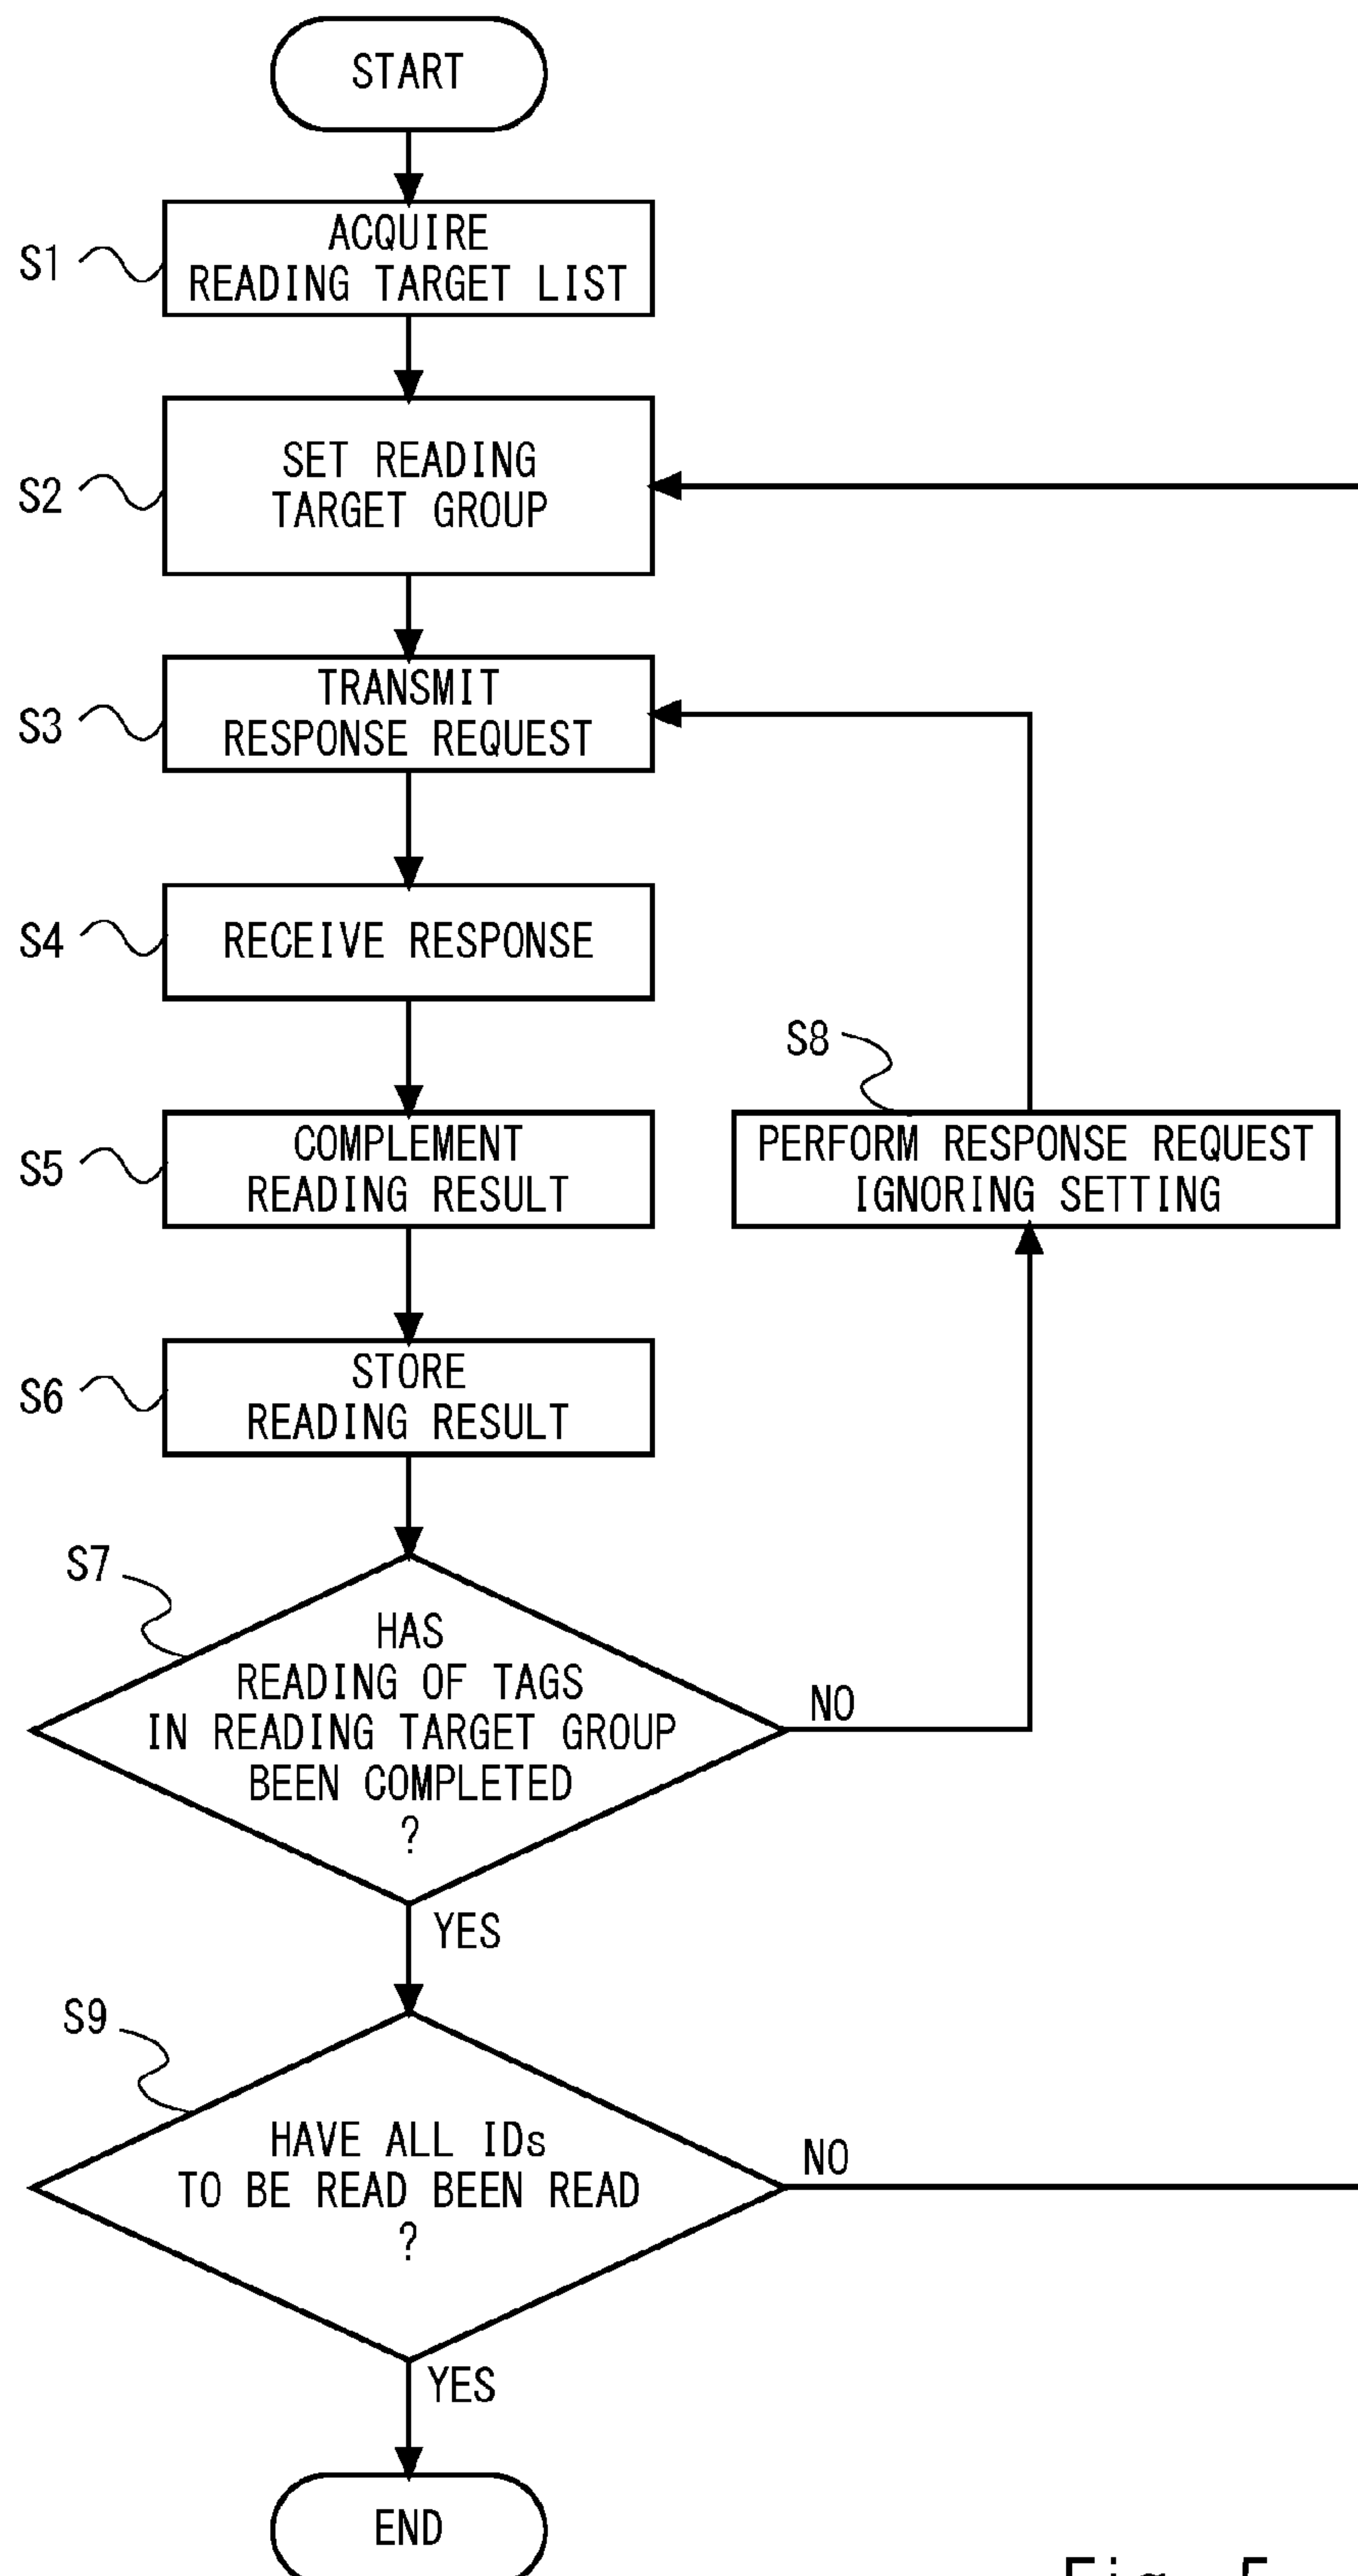 START
S1
ACQUIRE
READING TARGET LIST
S2
SET READING
TARGET GROUP
S3
TRANSMIT
RESPONSE REQUEST
S4
RECEIVE RESPONSE
S8
S5
COMPLEMENT
READING RESULT
PERFORM RESPONSE REQUEST
IGNORING SETTING
S6
STORE
READING RESULT
S7
HAS
READING OF TAGS
IN READING TARGET GROUP
BEEN COMPLETED
?
NO
YES
S9
HAVE ALL IDs
TO BE READ BEEN READ
?
NO
YES
END
Fig. 5